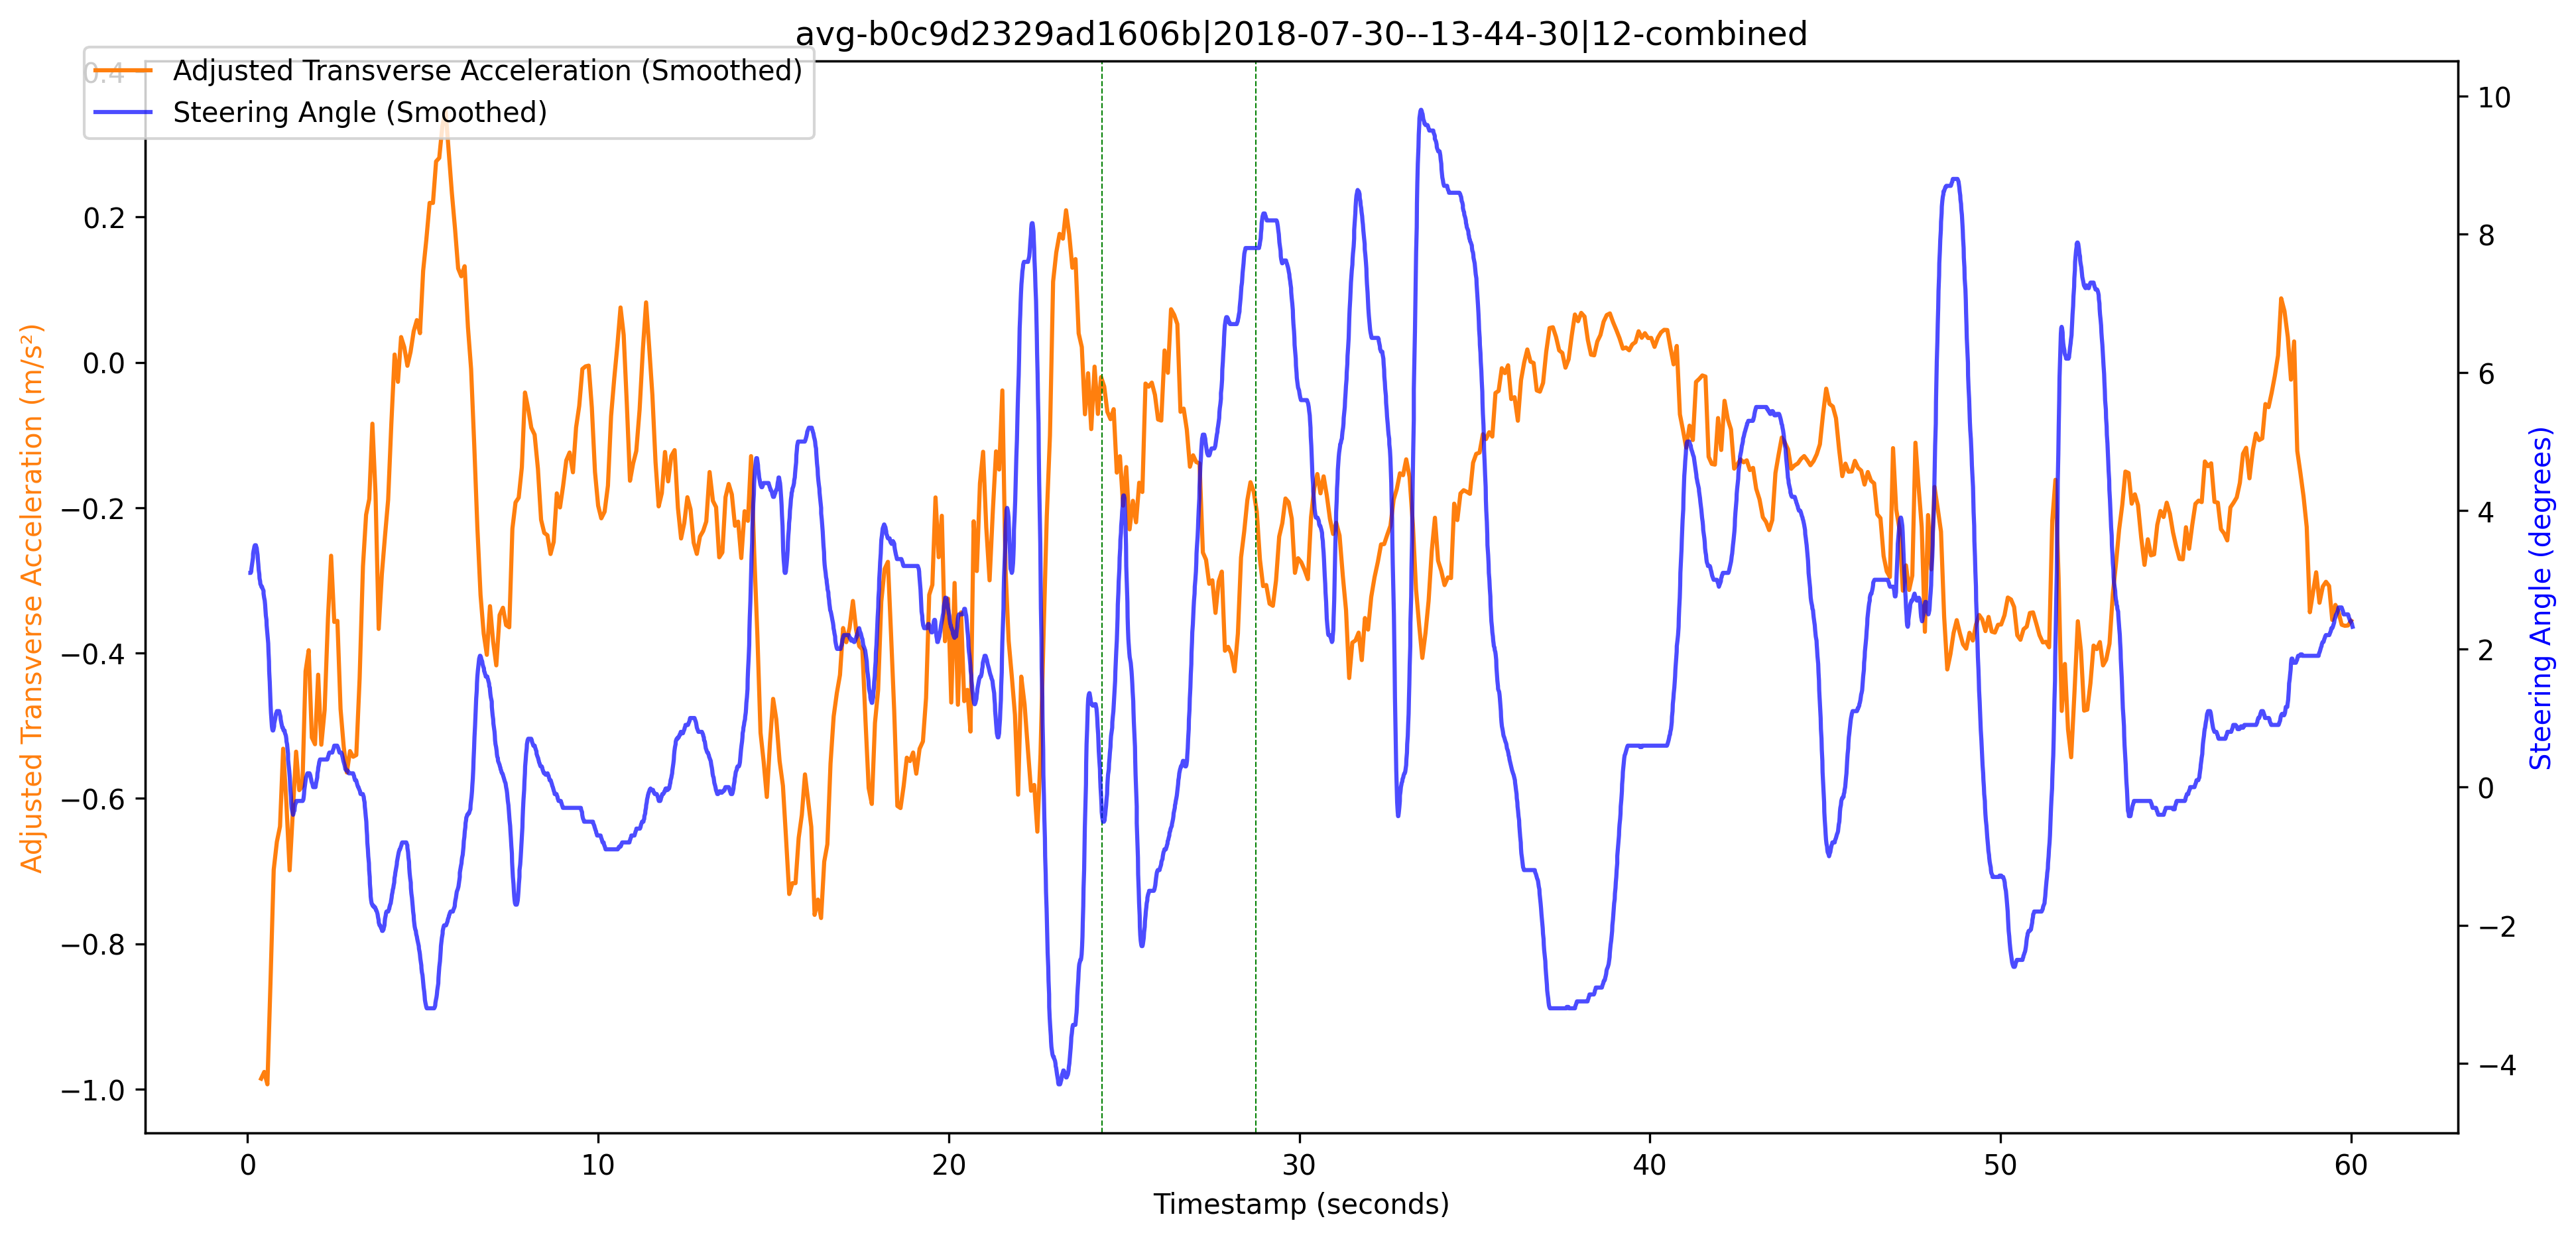 avg-b0c9d2329ad1606b|2018-07-30--13-44-30|12-combined
Adjusted Transverse Acceleration (Smoothed)
Steering Angle (Smoothed)
0.4
0.2
0.0
−0.2
−0.4
−0.6
−0.8
−1.0
Adjusted Transverse Acceleration (m/s²)
10
8
6
4
2
0
−2
−4
Steering Angle (degrees)
0 10 20 30 40 50 60
Timestamp (seconds)